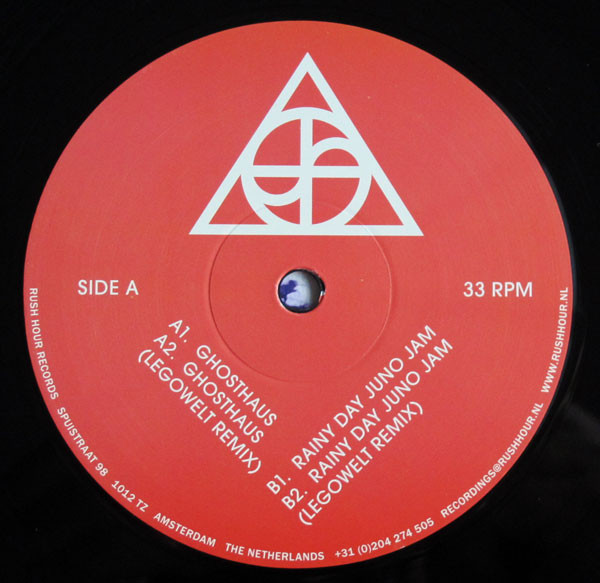 SIDE A
33 RPM
A1. GHOSTHAUS
A2. GHOSTHAUS
(LEGOWELT REMIX)
B1. RAINY DAY JUNO JAM
B2. RAINY DAY JUNO JAM
(LEGOWELT REMIX)
RUSH HOUR RECORDS SPUISTRAAT 98 1012 TZ AMSTERDAM THE NETHERLANDS +31 (0)204 274 505 RECORDINGS@RUSHHOUR.NL WWW.RUSHHOUR.NL